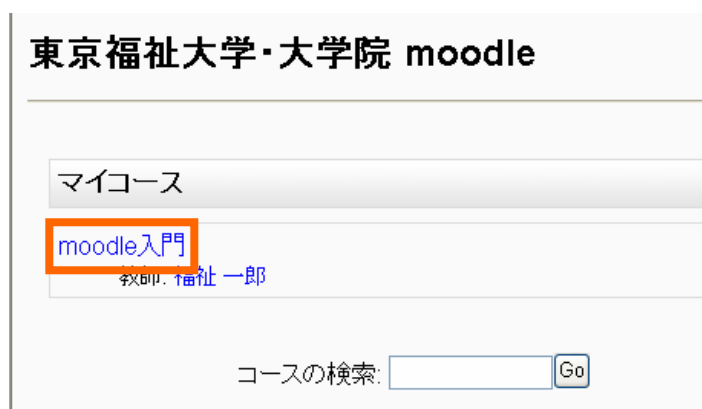 東京福祉大学・大学院 moodle
マイコース
moodle入門
教師: 福祉 一郎
コースの検索: Go